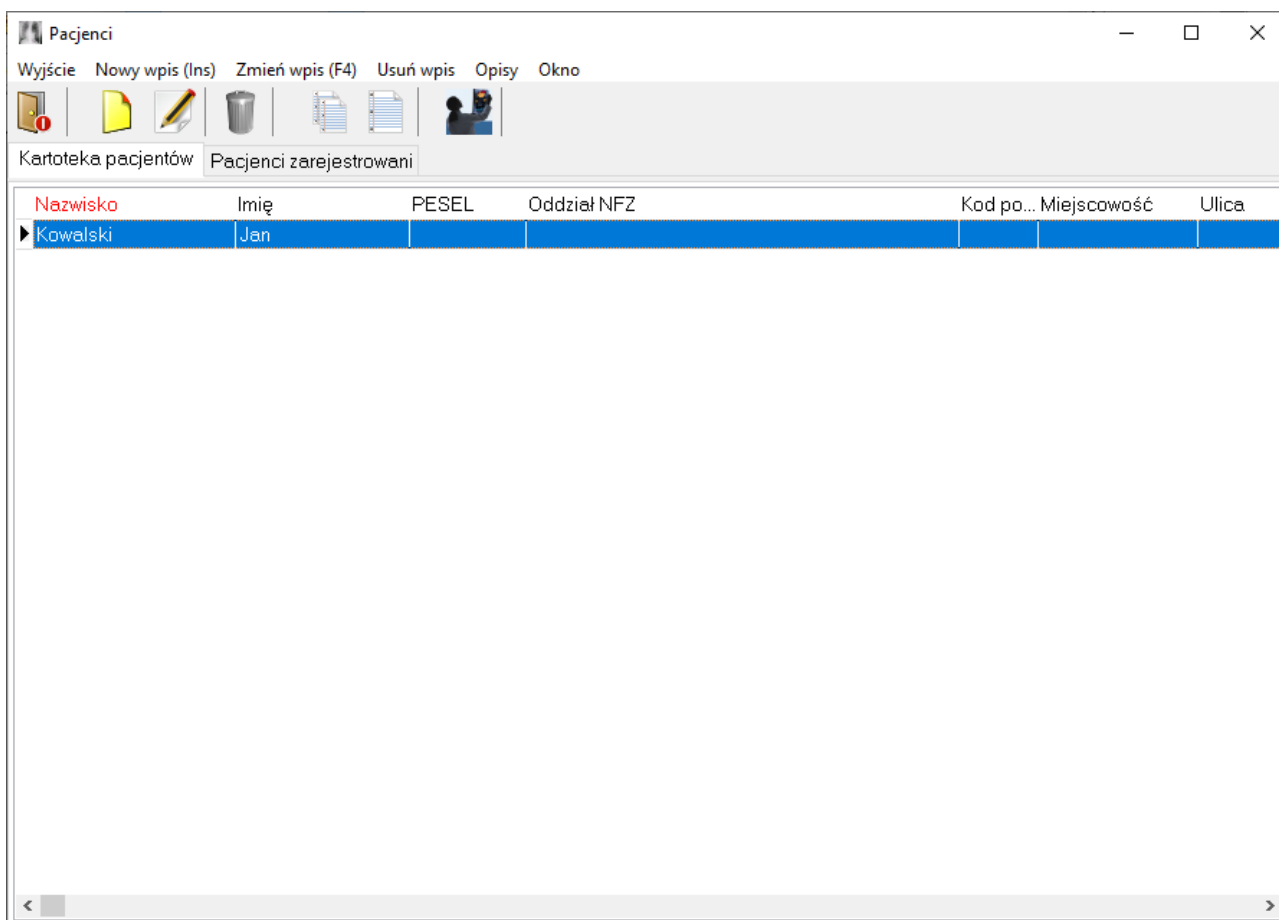 Pacjenci
Wyjście Nowy wpis (Ins) Zmień wpis (F4) Usuń wpis Opisy Okno
Kartoteka pacjentów Pacjenci zarejestrowani
Nazwisko Imię PESEL Oddział NFZ Kod po... Miejscowość Ulica
Kowalski Jan